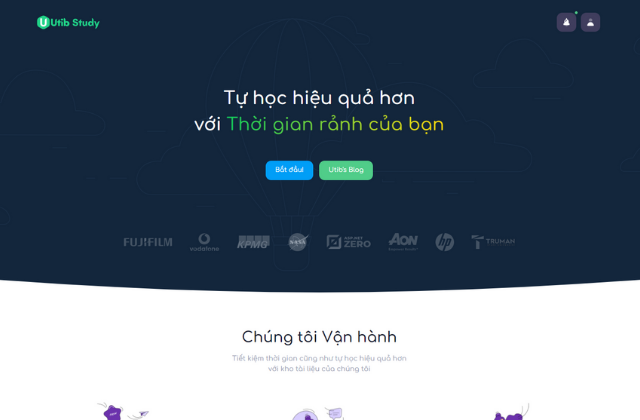 Utib Study
Tự học hiệu quả hơn
với Thời gian rảnh của bạn
Bắt đầu!
Utib's Blog
FUJIFILM
vodafone
KPMG
NASA
ZERO
AON
hp
TRUMAN
Chúng tôi Vận hành
Tiết kiệm thời gian cũng như tự học hiệu quả hơn
với kho tài liệu của chúng tôi